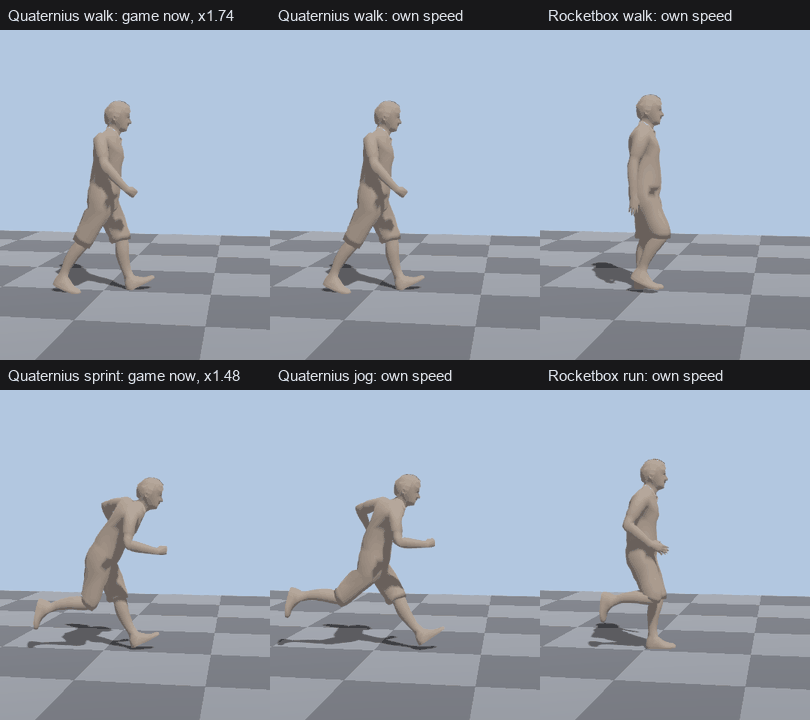 Quaternius walk: game now, x1.74
Quaternius walk: own speed
Rocketbox walk: own speed
Quaternius sprint: game now, x1.48
Quaternius jog: own speed
Rocketbox run: own speed